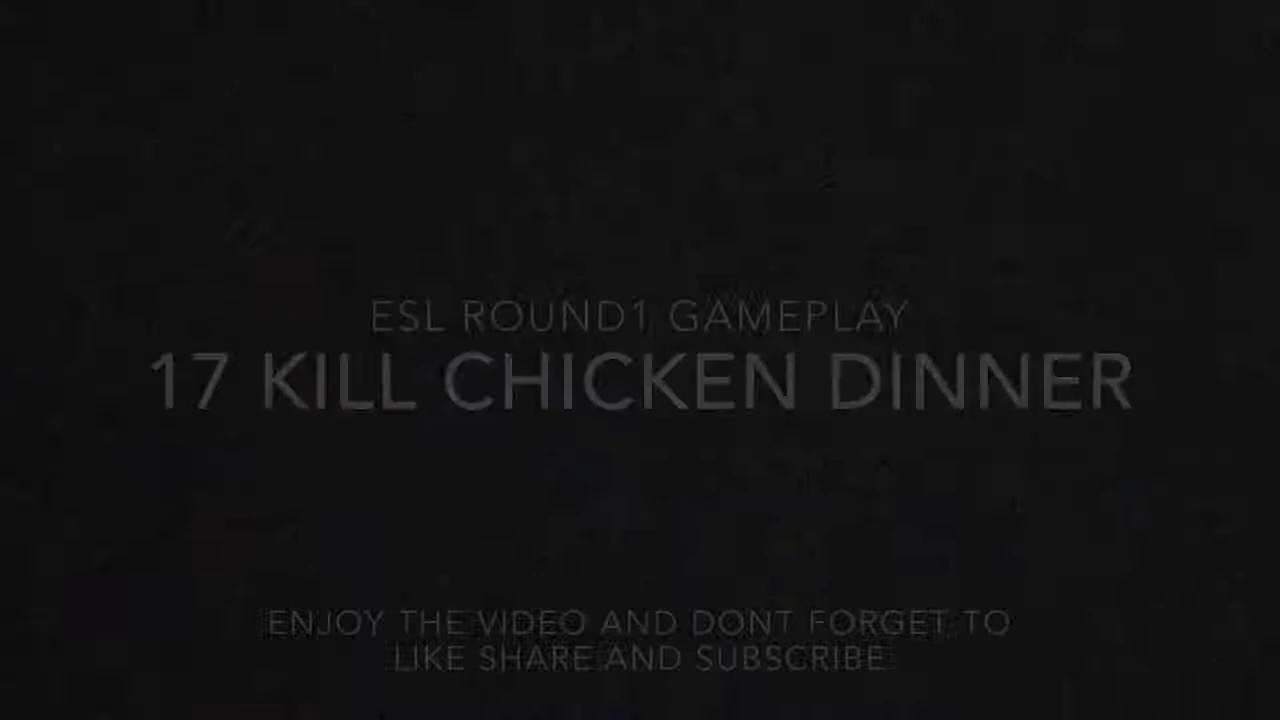 ESL ROUND1 GAMEPLAY
17 KILL CHICKEN DINNER
ENJOY THE VIDEO AND DONT FORGET TO
LIKE SHARE AND SUBSCRIBE